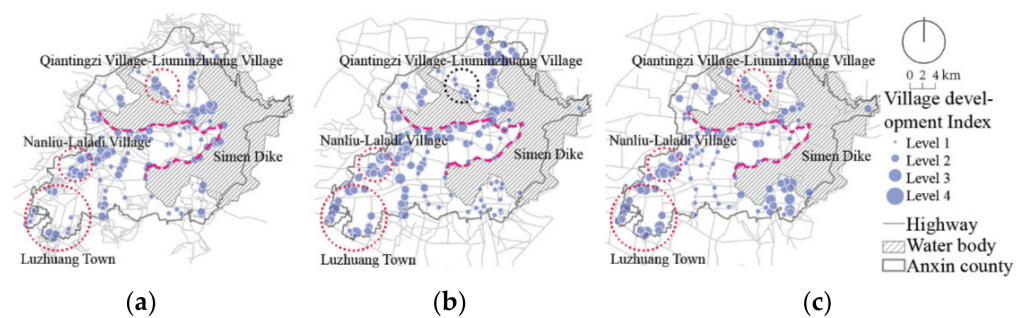 Qiantingzi Village-Liuminzhuang Village
Nanliu-Laladi Village
Simen Dike
Luzhuang Town
(a)
Qiantingzi Village-Liuminzhuang Village
Nanliu-Laladi Village
Simen Dike
Luzhuang Town
(b)
Qiantingzi Village-Liuminzhuang Village
Nanliu-Laladi Village
Simen Dike
Luzhuang Town
(c)
0 2 4 km
Village devel-
opment Index
Level 1
Level 2
Level 3
Level 4
Highway
Water body
Anxin county